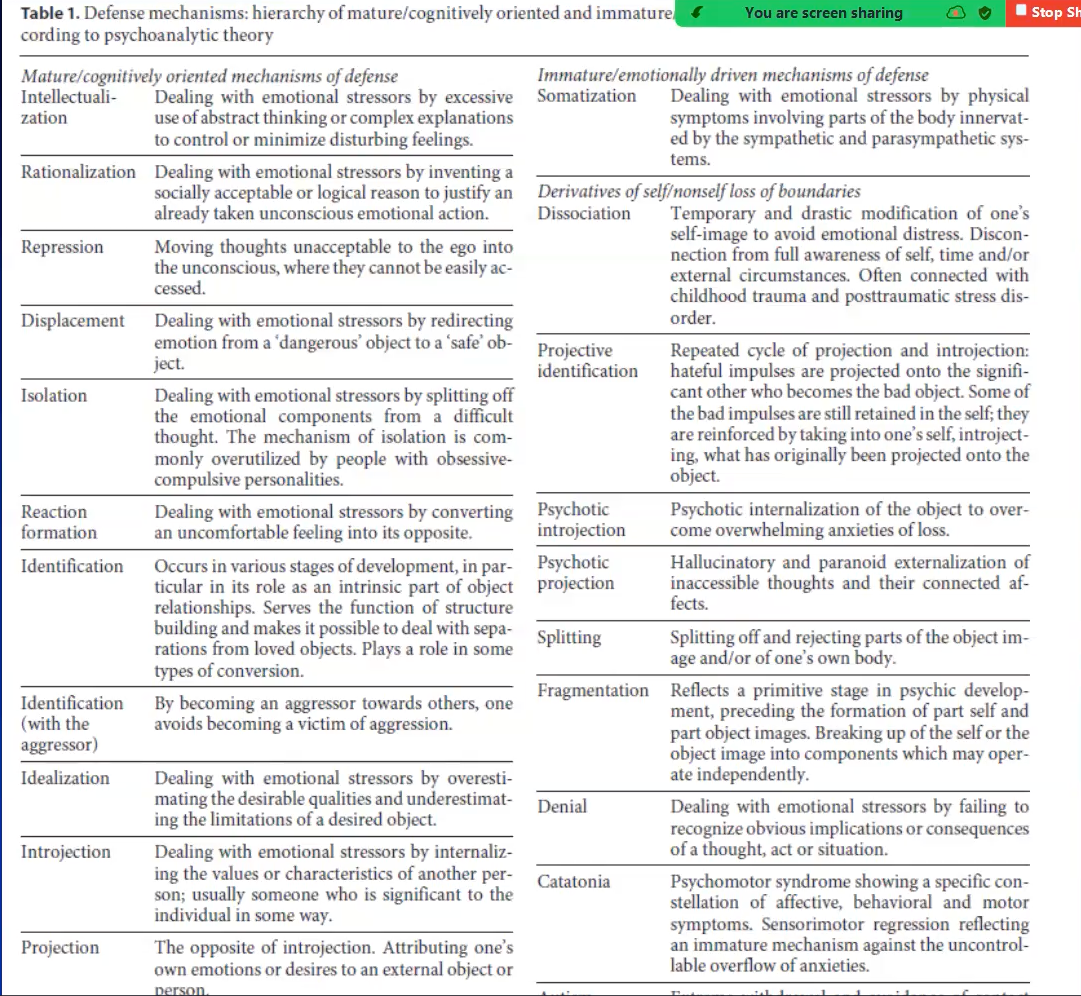 Table 1. Defense mechanisms: hierarchy of mature/cognitively oriented and immature/
You are screen sharing
Stop Sh
cording to psychoanalytic theory
Mature/cognitively oriented mechanisms of defense
Intellectuali- Dealing with emotional stressors by excessive
zation use of abstract thinking or complex explanations
to control or minimize disturbing feelings.
Rationalization Dealing with emotional stressors by inventing a
socially acceptable or logical reason to justify an
already taken unconscious emotional action.
Repression Moving thoughts unacceptable to the ego into
the unconscious, where they cannot be easily ac-
cessed.
Displacement Dealing with emotional stressors by redirecting
emotion from a ‘dangerous’ object to a ‘safe’ ob-
ject.
Isolation Dealing with emotional stressors by splitting off
the emotional components from a difficult
thought. The mechanism of isolation is com-
monly overutilized by people with obsessive-
compulsive personalities.
Reaction Dealing with emotional stressors by converting
formation an uncomfortable feeling into its opposite.
Identification Occurs in various stages of development, in par-
ticular in its role as an intrinsic part of object
relationships. Serves the function of structure
building and makes it possible to deal with sepa-
rations from loved objects. Plays a role in some
types of conversion.
Identification By becoming an aggressor towards others, one
(with the avoids becoming a victim of aggression.
aggressor)
Idealization Dealing with emotional stressors by overesti-
mating the desirable qualities and underestimat-
ing the limitations of a desired object.
Introjection Dealing with emotional stressors by internaliz-
ing the values or characteristics of another per-
son; usually someone who is significant to the
individual in some way.
Projection The opposite of introjection. Attributing one’s
own emotions or desires to an external object or
person.
Immature/emotionally driven mechanisms of defense
Somatization Dealing with emotional stressors by physical
symptoms involving parts of the body innervat-
ed by the sympathetic and parasympathetic sys-
tems.
Derivatives of self/nonself loss of boundaries
Dissociation Temporary and drastic modification of one’s
self-image to avoid emotional distress. Discon-
nection from full awareness of self, time and/or
external circumstances. Often connected with
childhood trauma and posttraumatic stress dis-
order.
Projective Repeated cycle of projection and introjection:
identification hateful impulses are projected onto the signifi-
cant other who becomes the bad object. Some of
the bad impulses are still retained in the self; they
are reinforced by taking into one’s self, introject-
ing, what has originally been projected onto the
object.
Psychotic Psychotic internalization of the object to over-
introjection come overwhelming anxieties of loss.
Psychotic Hallucinatory and paranoid externalization of
projection inaccessible thoughts and their connected af-
fects.
Splitting Splitting off and rejecting parts of the object im-
age and/or of one’s own body.
Fragmentation Reflects a primitive stage in psychic develop-
ment, preceding the formation of part self and
part object images. Breaking up of the self or the
object image into components which may oper-
ate independently.
Denial Dealing with emotional stressors by failing to
recognize obvious implications or consequences
of a thought, act or situation.
Catatonia Psychomotor syndrome showing a specific con-
stellation of affective, behavioral and motor
symptoms. Sensorimotor regression reflecting
an immature mechanism against the uncontrol-
lable overflow of anxieties.